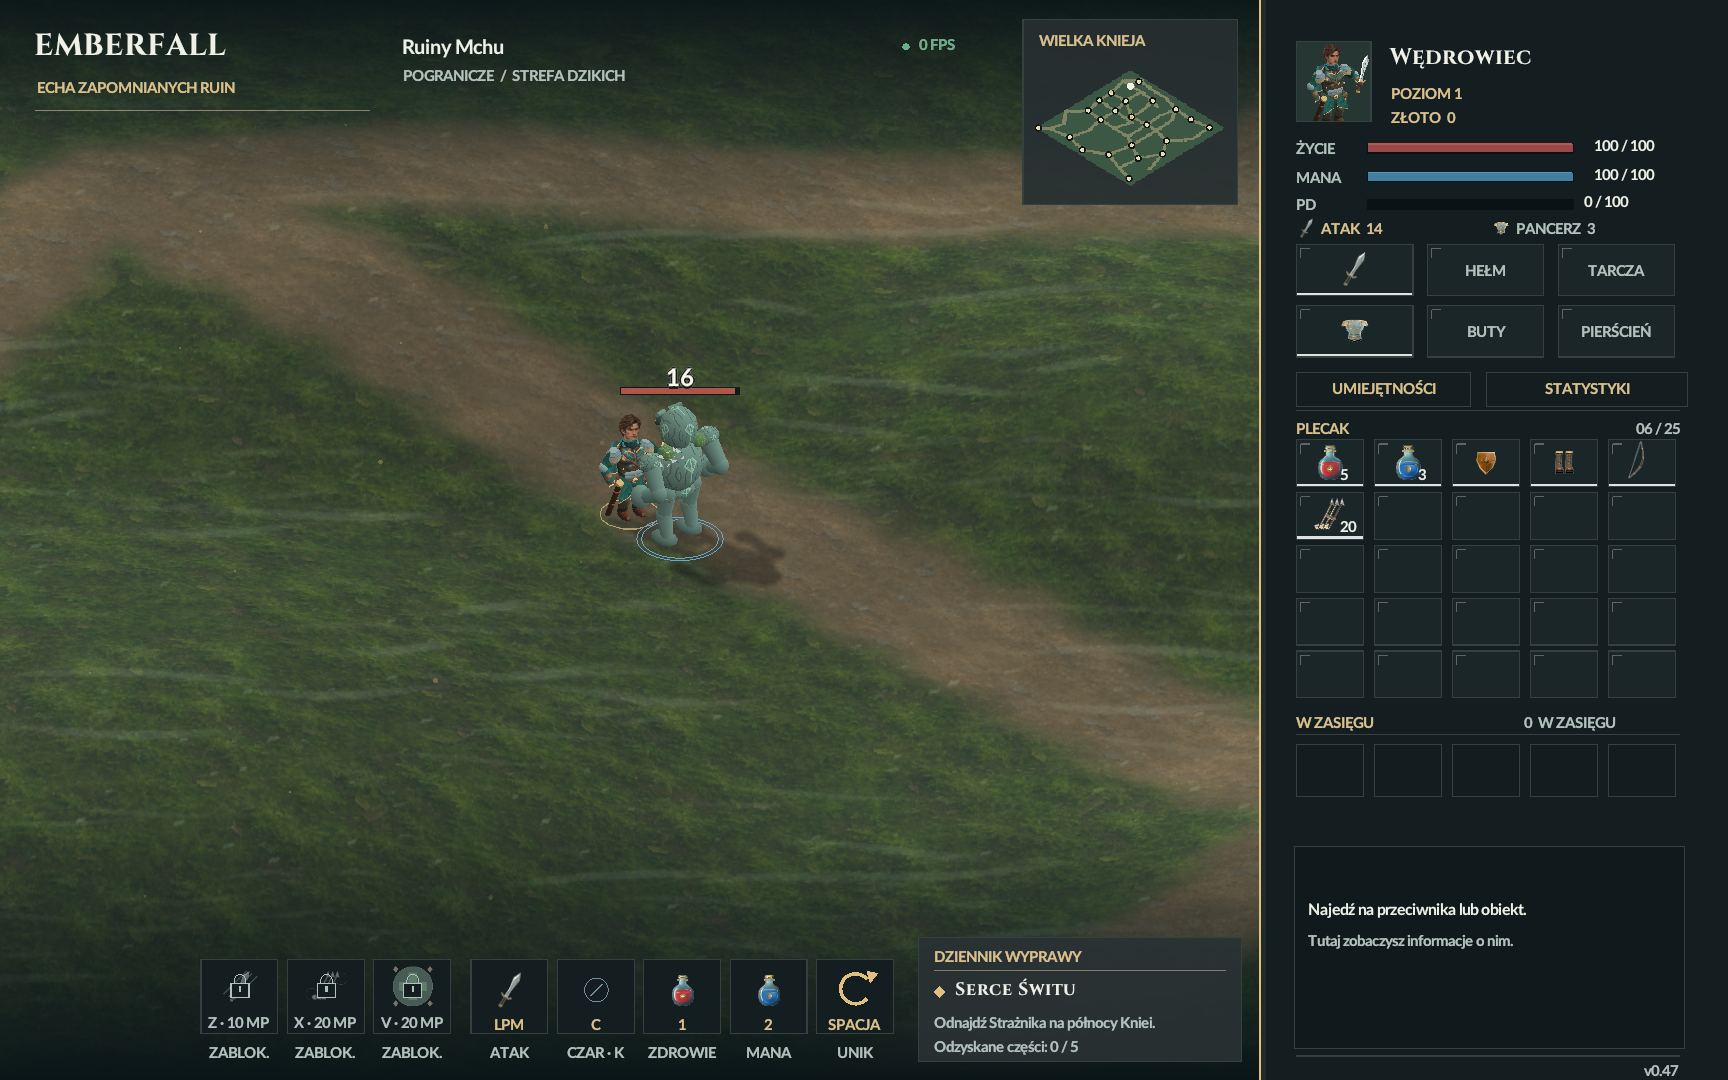 EMBERFALL
ECHA ZAPOMNIANYCH RUIN
Ruiny Mchu
POGRANICZE / STREFA DZIKICH
0 FPS
WIELKA KNIEJA
16
Z · 10 MP
ZABLOK.
X · 20 MP
ZABLOK.
V · 20 MP
ZABLOK.
LPM
ATAK
C
CZAR · K
1
ZDROWIE
2
MANA
SPACJA
UNIK
DZIENNIK WYPRAWY
SERCE ŚWITU
Odnajdź Strażnika na północy Kniei.
Odzyskane części: 0 / 5
WĘDROWIEC
POZIOM 1
ZŁOTO 0
ŻYCIE 100 / 100
MANA 100 / 100
PD 0 / 100
ATAK 14 PANCERZ 3
HEŁM TARCZA
BUTY PIERŚCIEŃ
UMIEJĘTNOŚCI STATYSTYKI
PLECAK 06 / 25
5 3
20
W ZASIĘGU 0 W ZASIĘGU
Najedź na przeciwnika lub obiekt.
Tutaj zobaczysz informacje o nim.
v0.47